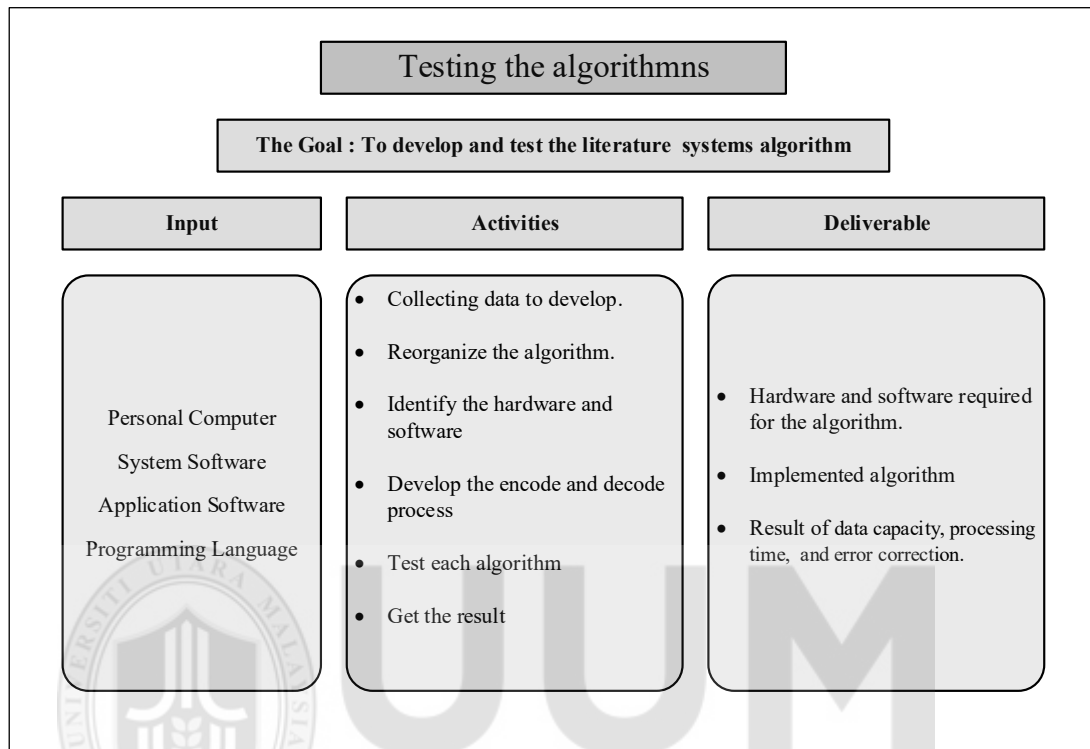 Testing the algorithmns
The Goal : To develop and test the literature systems algorithm
Input
Activities
Deliverable
Personal Computer
System Software
Application Software
Programming Language
• Collecting data to develop.
• Reorganize the algorithm.
• Identify the hardware and
software
• Develop the encode and decode
process
• Test each algorithm
• Get the result
• Hardware and software required
for the algorithm.
• Implemented algorithm
• Result of data capacity, processing
time, and error correction.
UNIVERSITI UTARA MALAYSIA
UUM